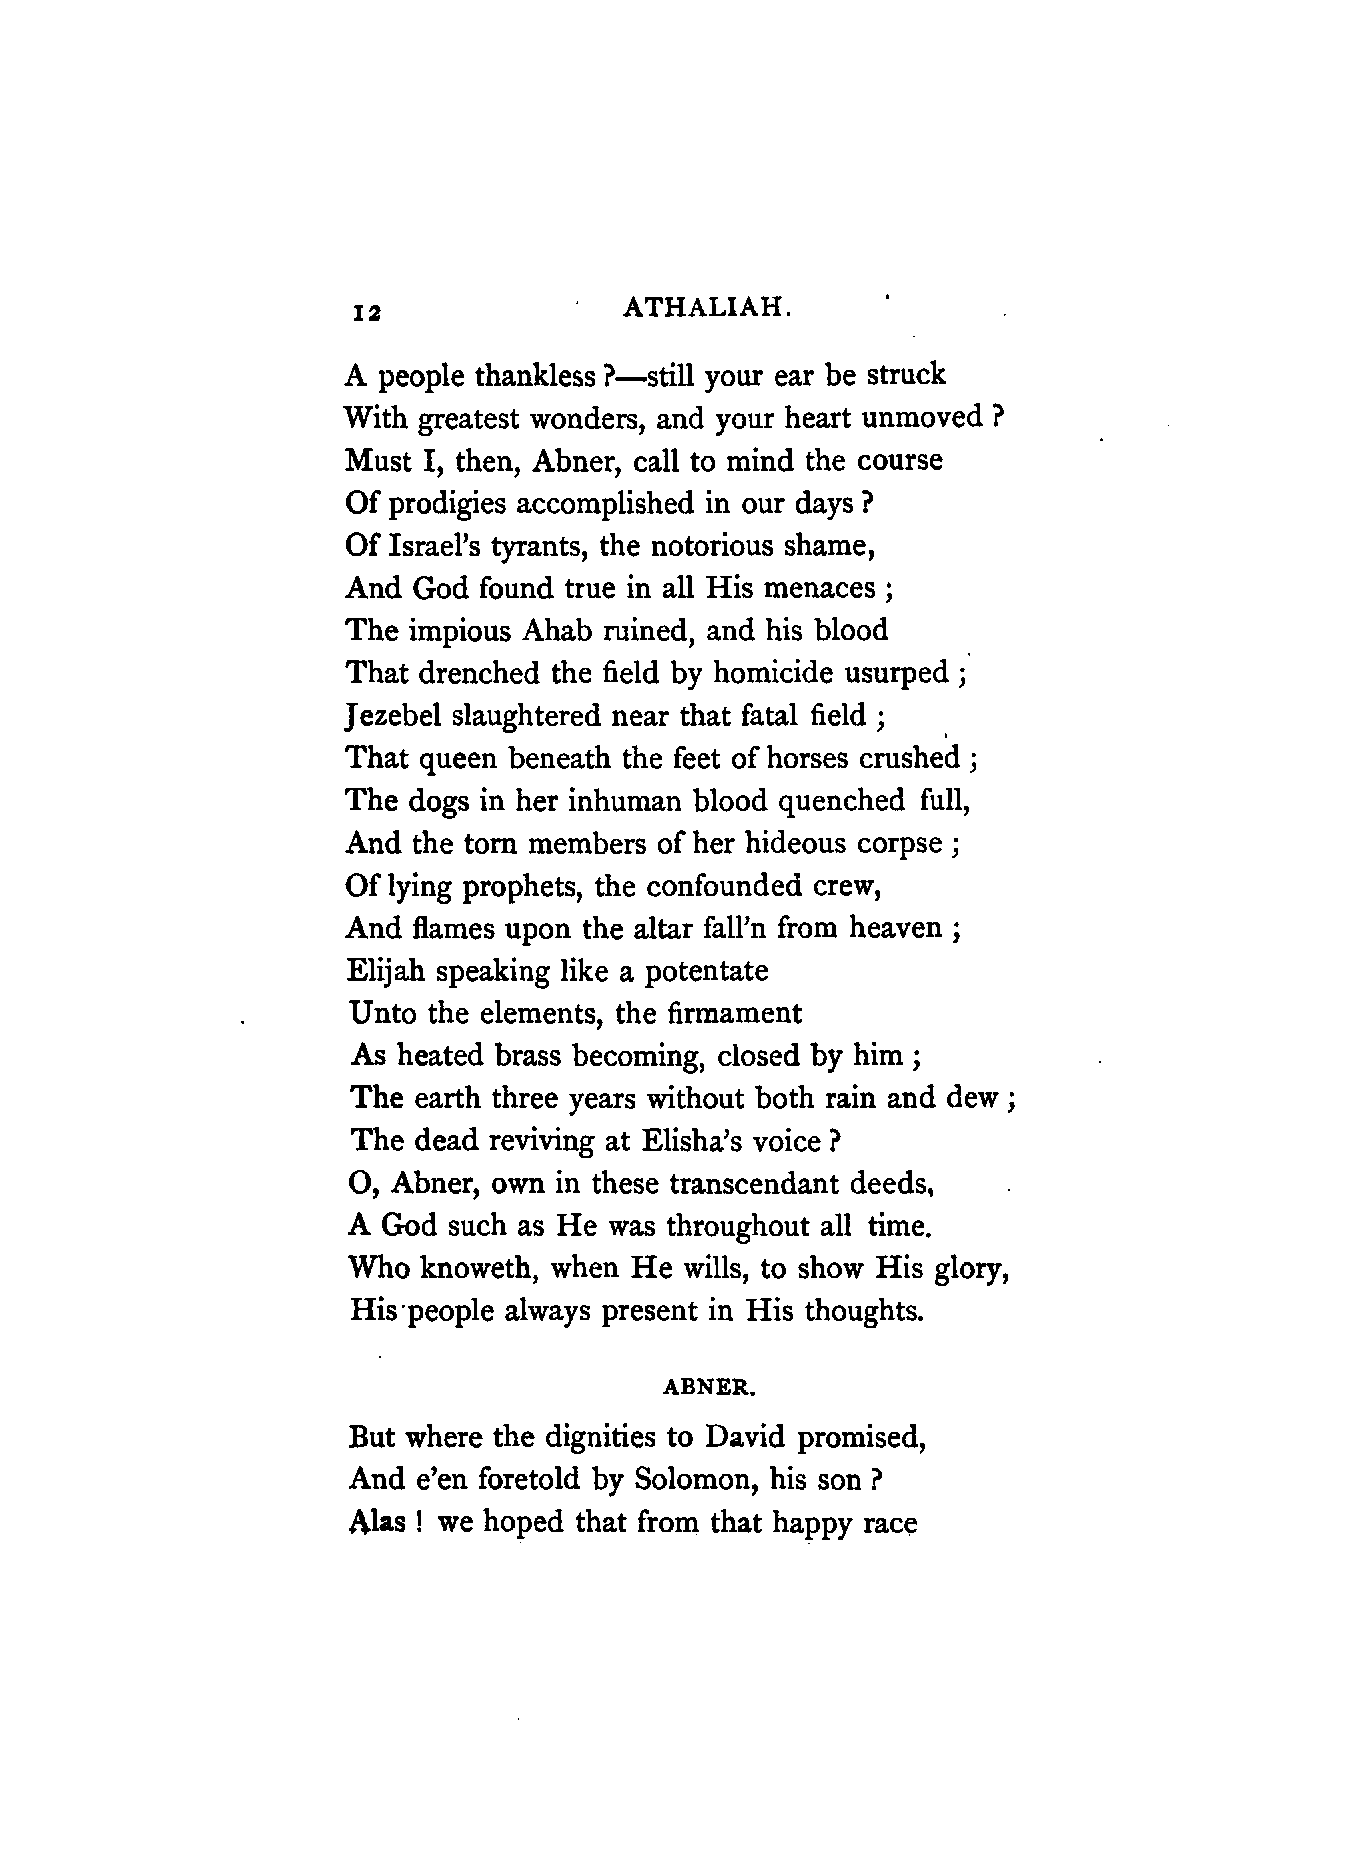 12 ATHALIAH.
A people thankless ?—still your ear be struck
With greatest wonders, and your heart unmoved ?
Must I, then, Abner, call to mind the course
Of prodigies accomplished in our days ?
Of Israel's tyrants, the notorious shame,
And God found true in all His menaces ;
The impious Ahab ruined, and his blood
That drenched the field by homicide usurped ;
Jezebel slaughtered near that fatal field ;
That queen beneath the feet of horses crushed ;
The dogs in her inhuman blood quenched full,
And the torn members of her hideous corpse ;
Of lying prophets, the confounded crew,
And flames upon the altar fall'n from heaven ;
Elijah speaking like a potentate
Unto the elements, the firmament
As heated brass becoming, closed by him ;
The earth three years without both rain and dew ;
The dead reviving at Elisha's voice ?
O, Abner, own in these transcendant deeds,
A God such as He was throughout all time.
Who knoweth, when He wills, to show His glory,
His people always present in His thoughts.
ABNER.
But where the dignities to David promised,
And e'en foretold by Solomon, his son ?
Alas ! we hoped that from that happy race